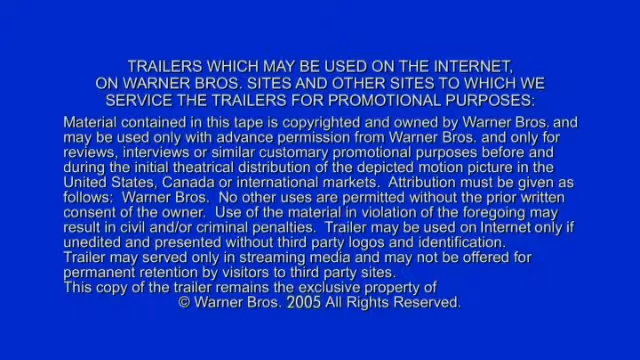 TRAILERS WHICH MAY BE USED ON THE INTERNET,
ON WARNER BROS. SITES AND OTHER SITES TO WHICH WE
SERVICE THE TRAILERS FOR PROMOTIONAL PURPOSES:
Material contained in this tape is copyrighted and owned by Warner Bros. and
may be used only with advance permission from Warner Bros. and only for
reviews, interviews or similar customary promotional purposes before and
during the initial theatrical distribution of the depicted motion picture in the
United States, Canada or international markets. Attribution must be given as
follows: Warner Bros. No other uses are permitted without the prior written
consent of the owner. Use of the material in violation of the foregoing may
result in civil and/or criminal penalties. Trailer may be used on Internet only if
unedited and presented without third party logos and identification.
Trailer may served only in streaming media and may not be offered for
permanent retention by visitors to third party sites.
This copy of the trailer remains the exclusive property of
© Warner Bros. 2005 All Rights Reserved.